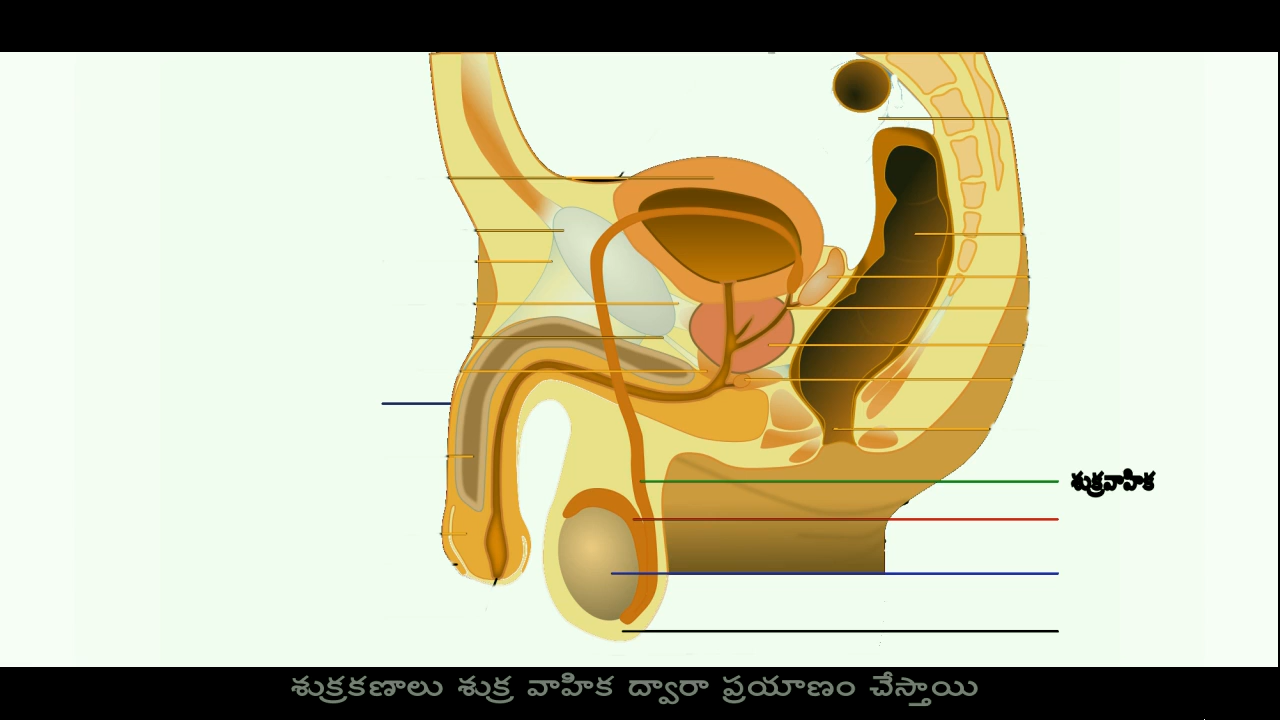 శుక్రవాహిక
శుక్రకణాలు శుక్ర వాహిక ద్వారా ప్రయాణం చేస్తాయి